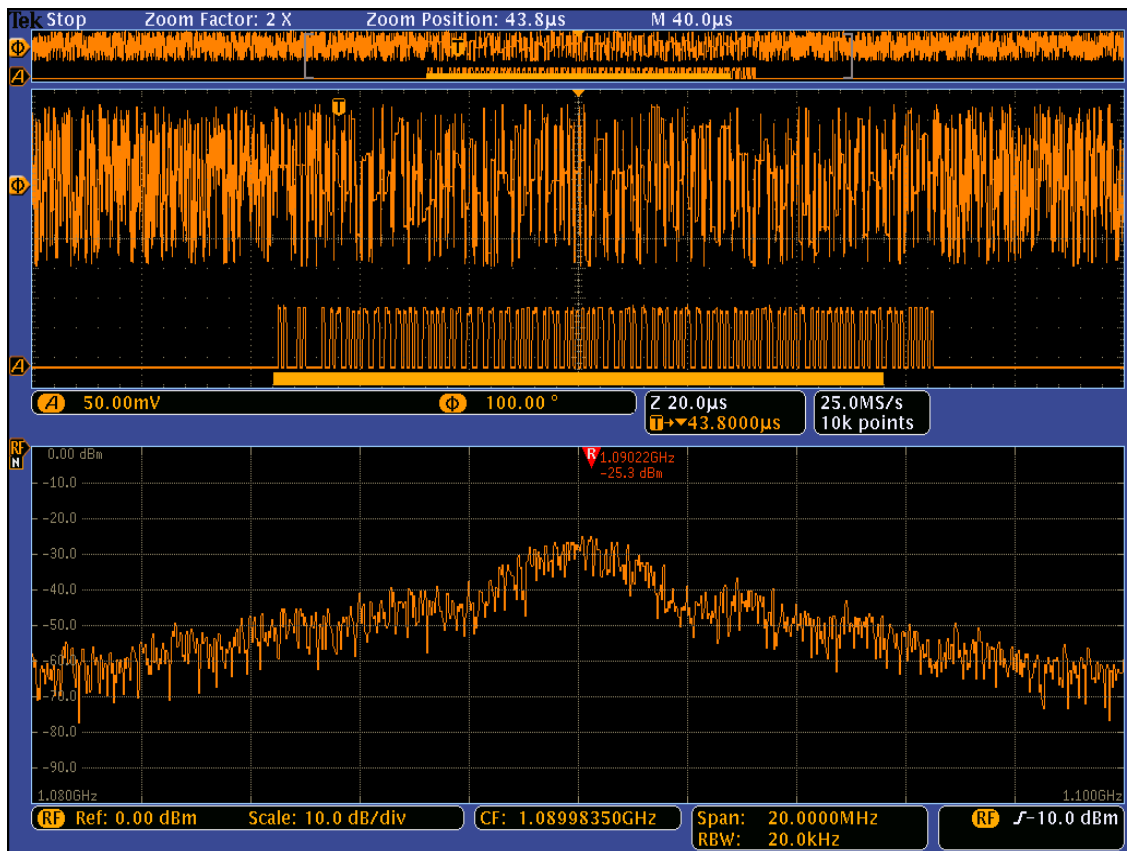 Tek Stop Zoom Factor: 2 X Zoom Position: 43.8µs M 40.0µs
Φ
T
A
T
Φ
A
A 50.00mV Φ 100.00 ° Z 20.0µs 25.0MS/s
T→▼43.8000µs 10k points
RF
N
0.00 dBm R 1.09022GHz
-25.3 dBm
-10.0
-20.0
-30.0
-40.0
-50.0
-60.0
-70.0
-80.0
-90.0
1.080GHz 1.100GHz
RF Ref: 0.00 dBm Scale: 10.0 dB/div CF: 1.08998350GHz Span: 20.0000MHz RF -10.0 dBm
RBW: 20.0kHz